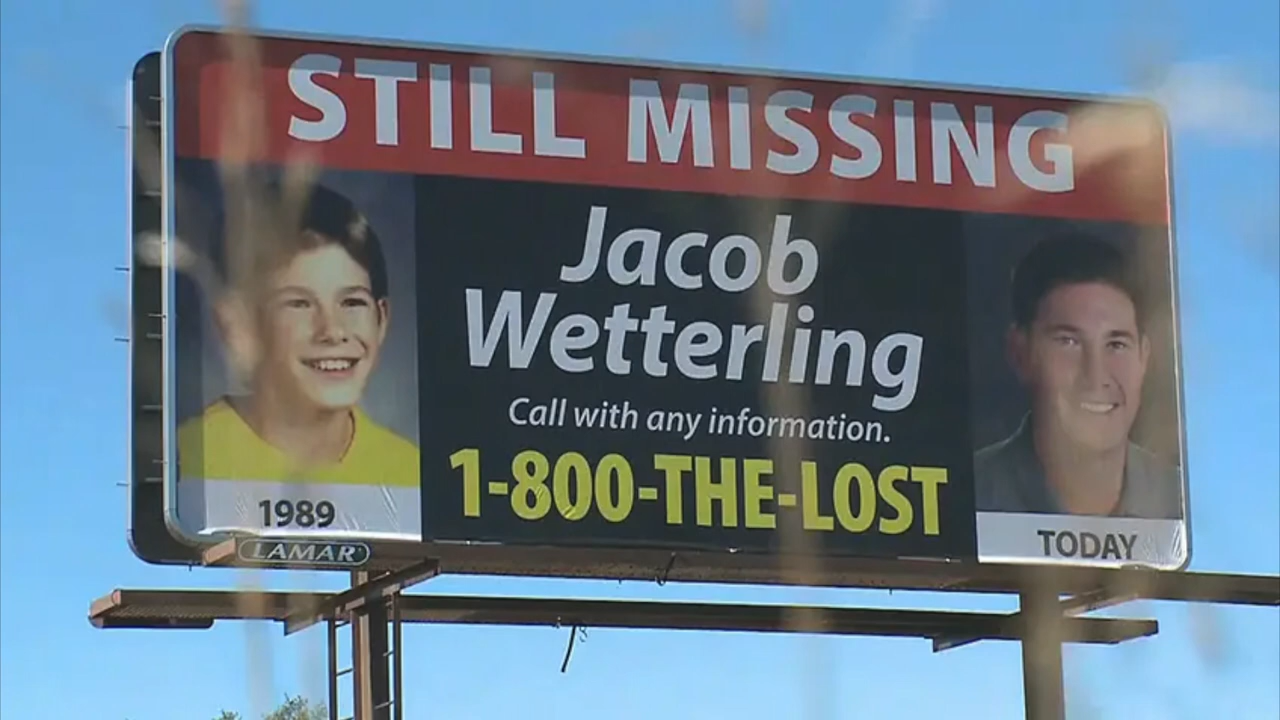 STILL MISSING
Jacob
Wetterling
Call with any information.
1-800-THE-LOST
1989
TODAY
LAMAR